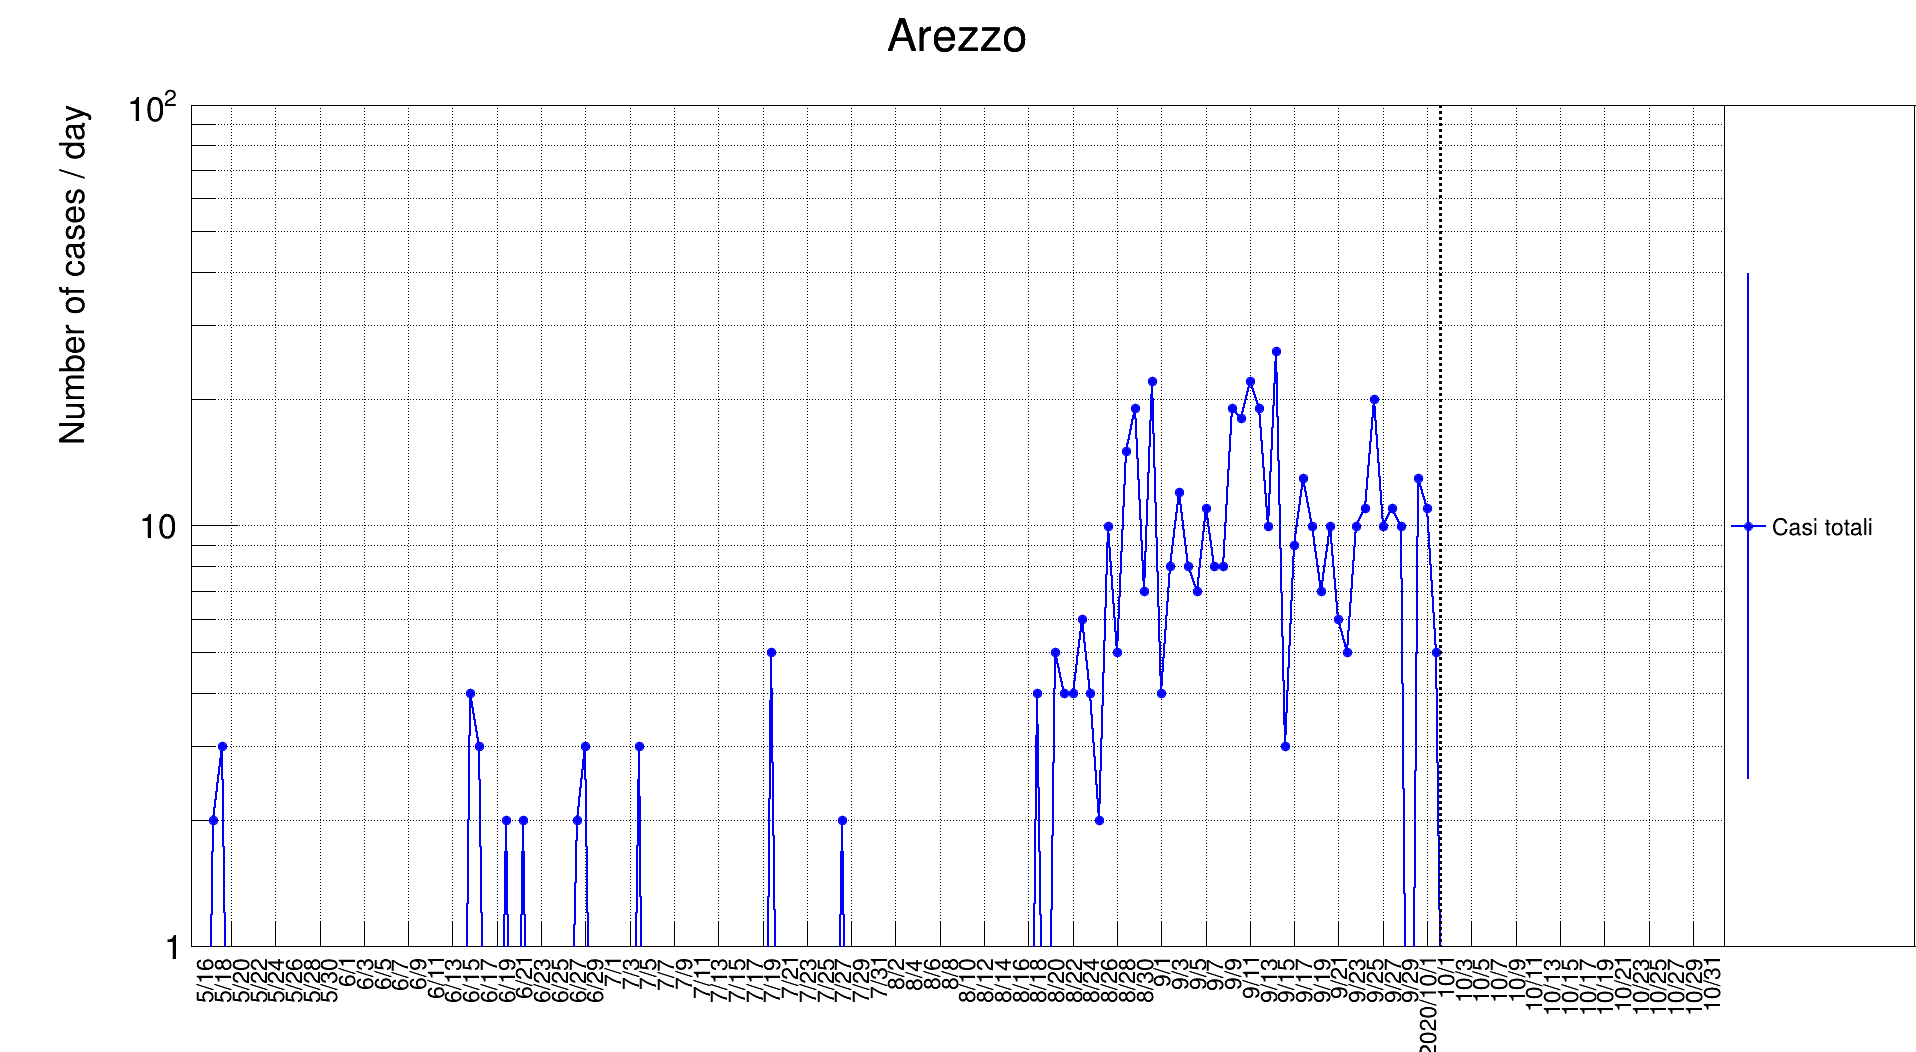 Arezzo
Number of cases / day
10²
10
1
Casi totali
5/16 5/18 5/20 5/22 5/24 5/26 5/28 5/30 6/1 6/3 6/5 6/7 6/9 6/11 6/13 6/15 6/17 6/19 6/21 6/23 6/25 6/27 6/29 7/1 7/3 7/5 7/7 7/9 7/11 7/13 7/15 7/17 7/19 7/21 7/23 7/25 7/27 7/29 7/31 8/2 8/4 8/6 8/8 8/10 8/12 8/14 8/16 8/18 8/20 8/22 8/24 8/26 8/28 8/30 9/1 9/3 9/5 9/7 9/9 9/11 9/13 9/15 9/17 9/19 9/21 9/23 9/25 9/27 9/29 2020/10/1 10/1 10/3 10/5 10/7 10/9 10/11 10/13 10/15 10/17 10/19 10/21 10/23 10/25 10/27 10/29 10/31